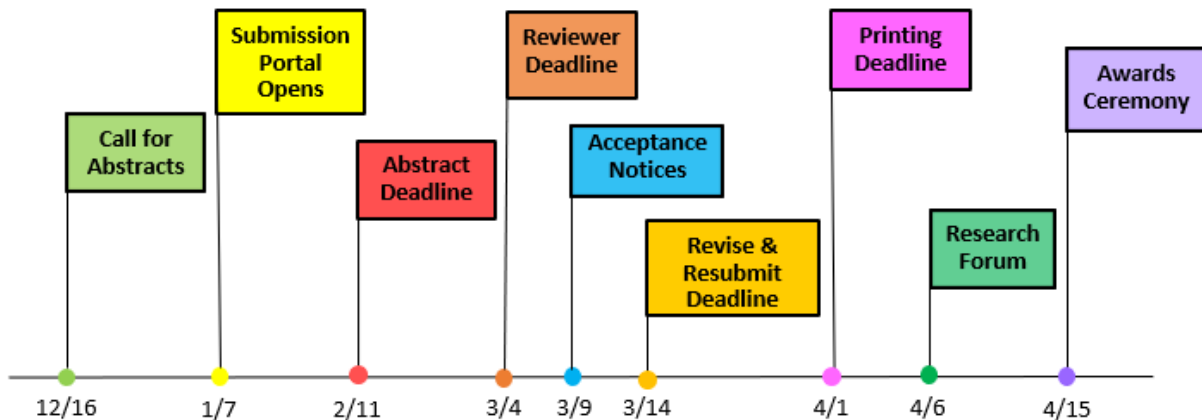 Call for
Abstracts
Submission
Portal
Opens
Abstract
Deadline
Reviewer
Deadline
Acceptance
Notices
Revise &
Resubmit
Deadline
Printing
Deadline
Research
Forum
Awards
Ceremony
12/16
1/7
2/11
3/4
3/9
3/14
4/1
4/6
4/15